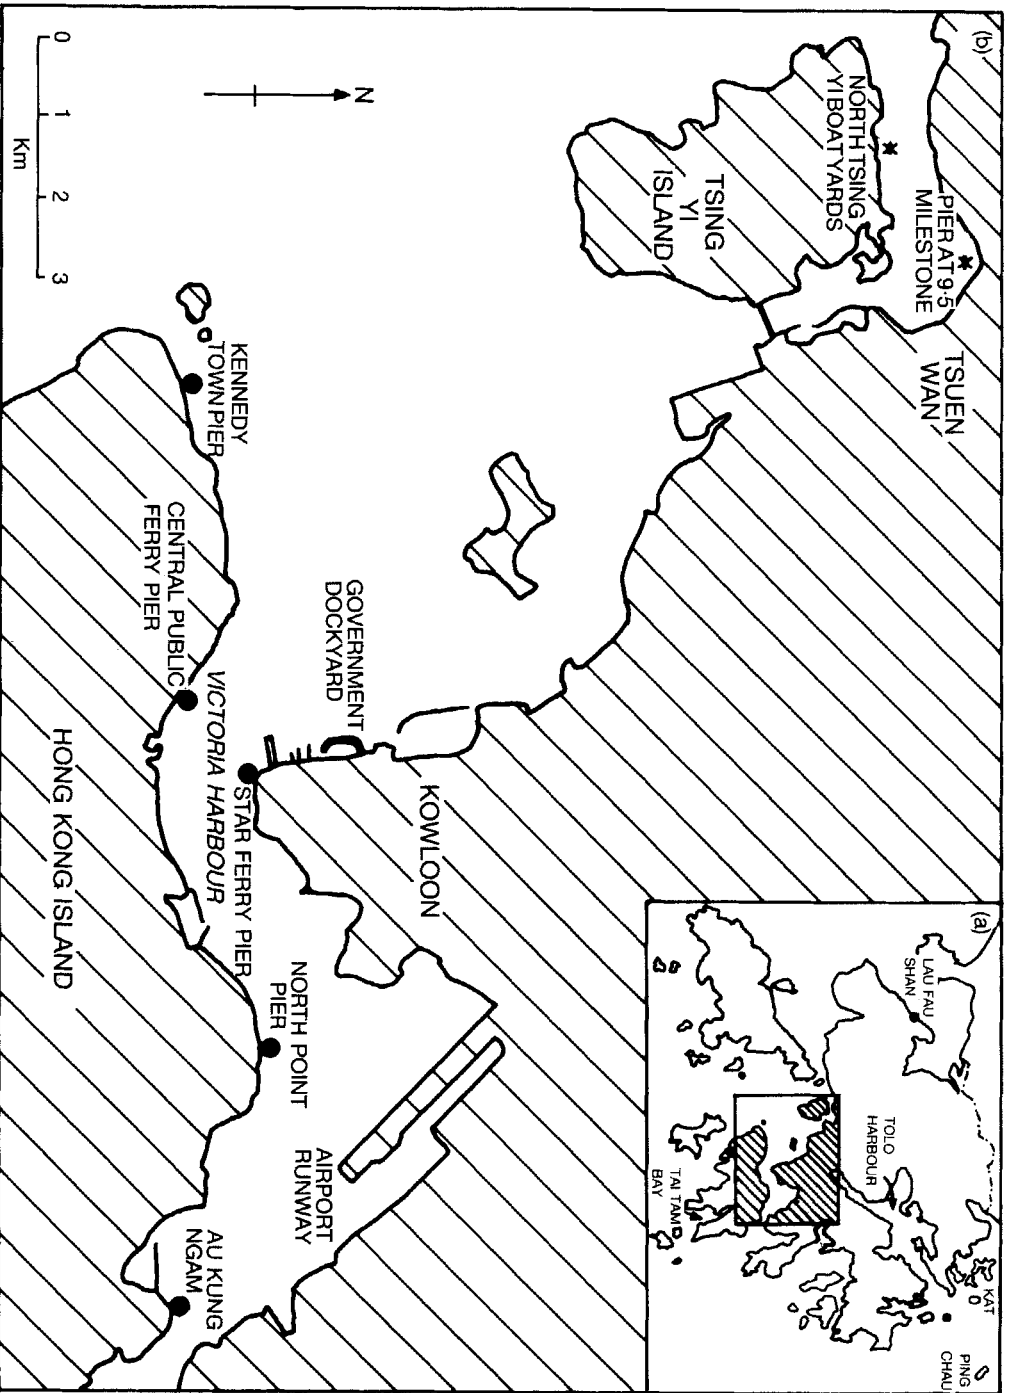 (b)
NORTH TSING
YI BOATYARDS
PIER AT 9·5
MILESTONE
TSING
YI
ISLAND
TSUEN
WAN
N
0 1 2 3
Km
KENNEDY
TOWN PIER
CENTRAL PUBLIC
FERRY PIER
GOVERNMENT
DOCKYARD
VICTORIA HARBOUR
STAR FERRY PIER
KOWLOON
HONG KONG ISLAND
NORTH POINT
PIER
AIRPORT
RUNWAY
AU KUNG
NGAM
(a)
LAU FAU
SHAN
TOLO
HARBOUR
TAI TAM
BAY
KAT
O
PING
CHAU